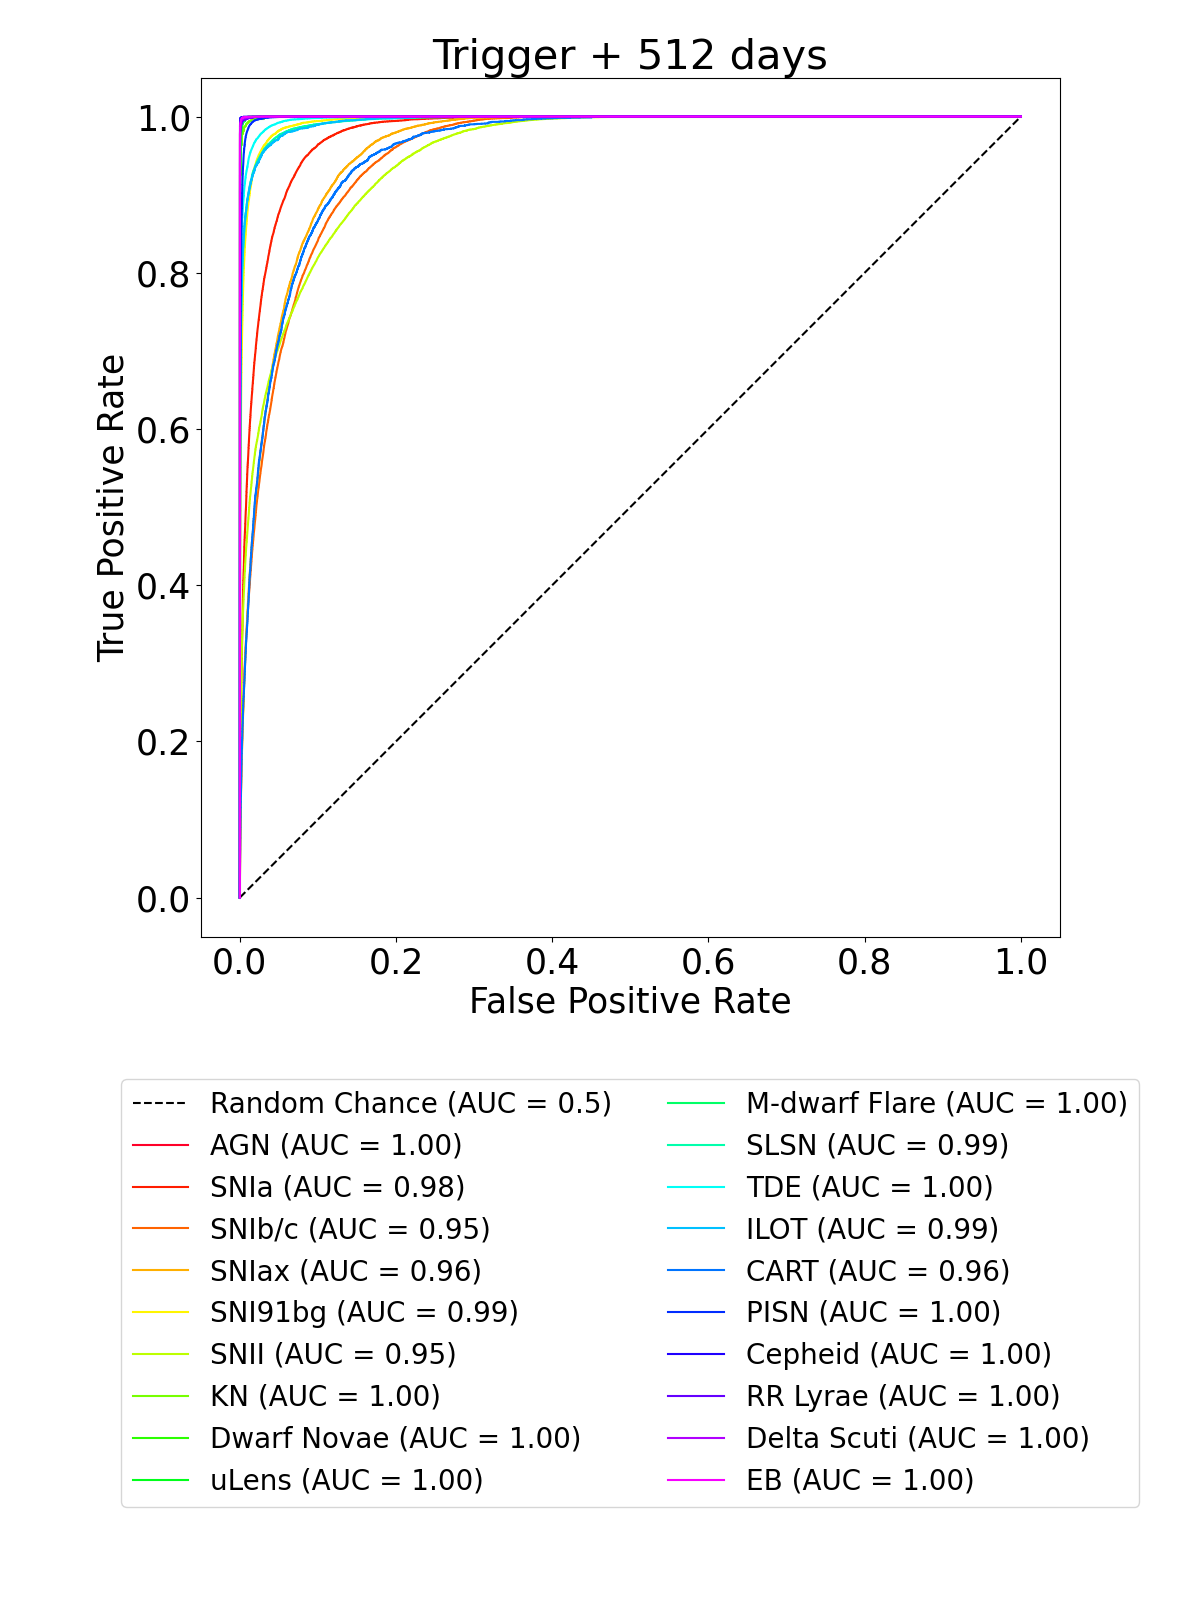 Trigger + 512 days
1.0
0.8
0.6
0.4
0.2
0.0
True Positive Rate
0.0 0.2 0.4 0.6 0.8 1.0
False Positive Rate
Random Chance (AUC = 0.5)
AGN (AUC = 1.00)
SNIa (AUC = 0.98)
SNIb/c (AUC = 0.95)
SNIax (AUC = 0.96)
SNI91bg (AUC = 0.99)
SNII (AUC = 0.95)
KN (AUC = 1.00)
Dwarf Novae (AUC = 1.00)
uLens (AUC = 1.00)
M-dwarf Flare (AUC = 1.00)
SLSN (AUC = 0.99)
TDE (AUC = 1.00)
ILOT (AUC = 0.99)
CART (AUC = 0.96)
PISN (AUC = 1.00)
Cepheid (AUC = 1.00)
RR Lyrae (AUC = 1.00)
Delta Scuti (AUC = 1.00)
EB (AUC = 1.00)